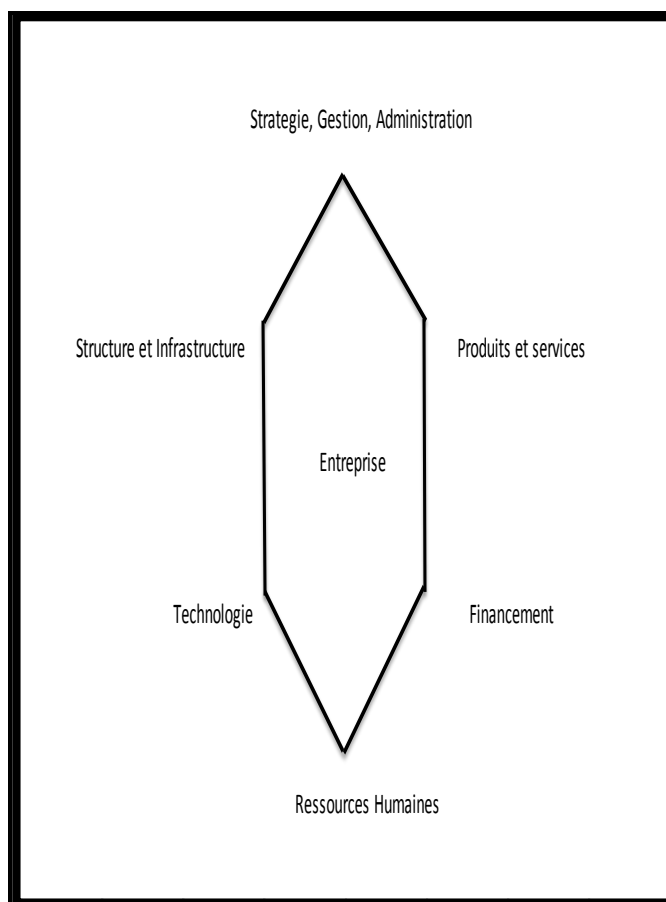 Strategie, Gestion, Administration
Structure et Infrastructure
Produits et services
Entreprise
Technologie
Financement
Ressources Humaines